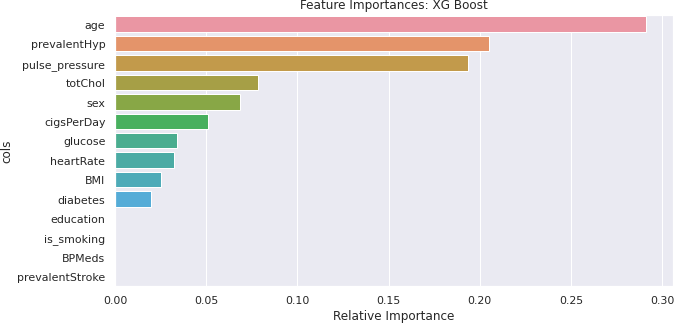 Feature Importances: XG Boost
age
prevalentHyp
pulse_pressure
totChol
sex
cigsPerDay
glucose
heartRate
BMI
diabetes
education
is_smoking
BPMeds
prevalentStroke
cols
0.00 0.05 0.10 0.15 0.20 0.25 0.30
Relative Importance